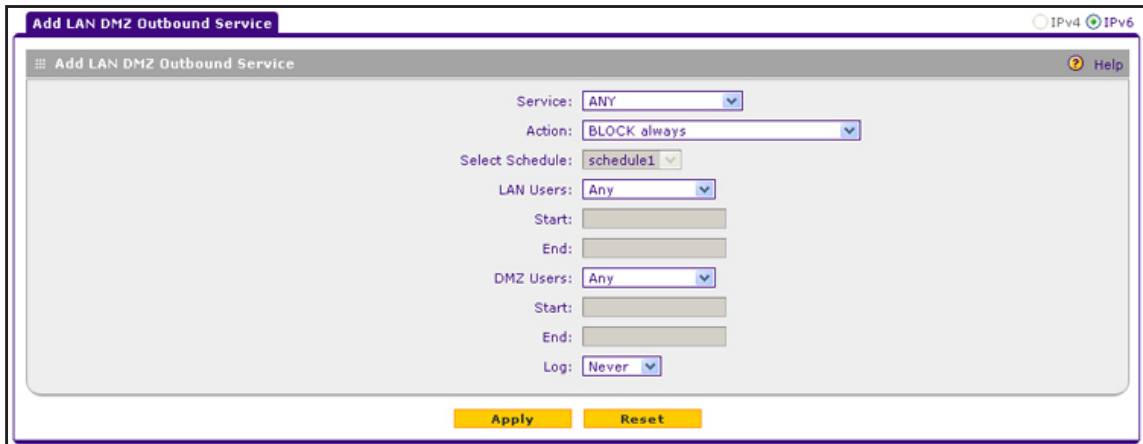 Add LAN DMZ Outbound Service
IPv4 IPv6
Add LAN DMZ Outbound Service
Help
Service: ANY
Action: BLOCK always
Select Schedule: schedule1
LAN Users: Any
Start:
End:
DMZ Users: Any
Start:
End:
Log: Never
Apply Reset